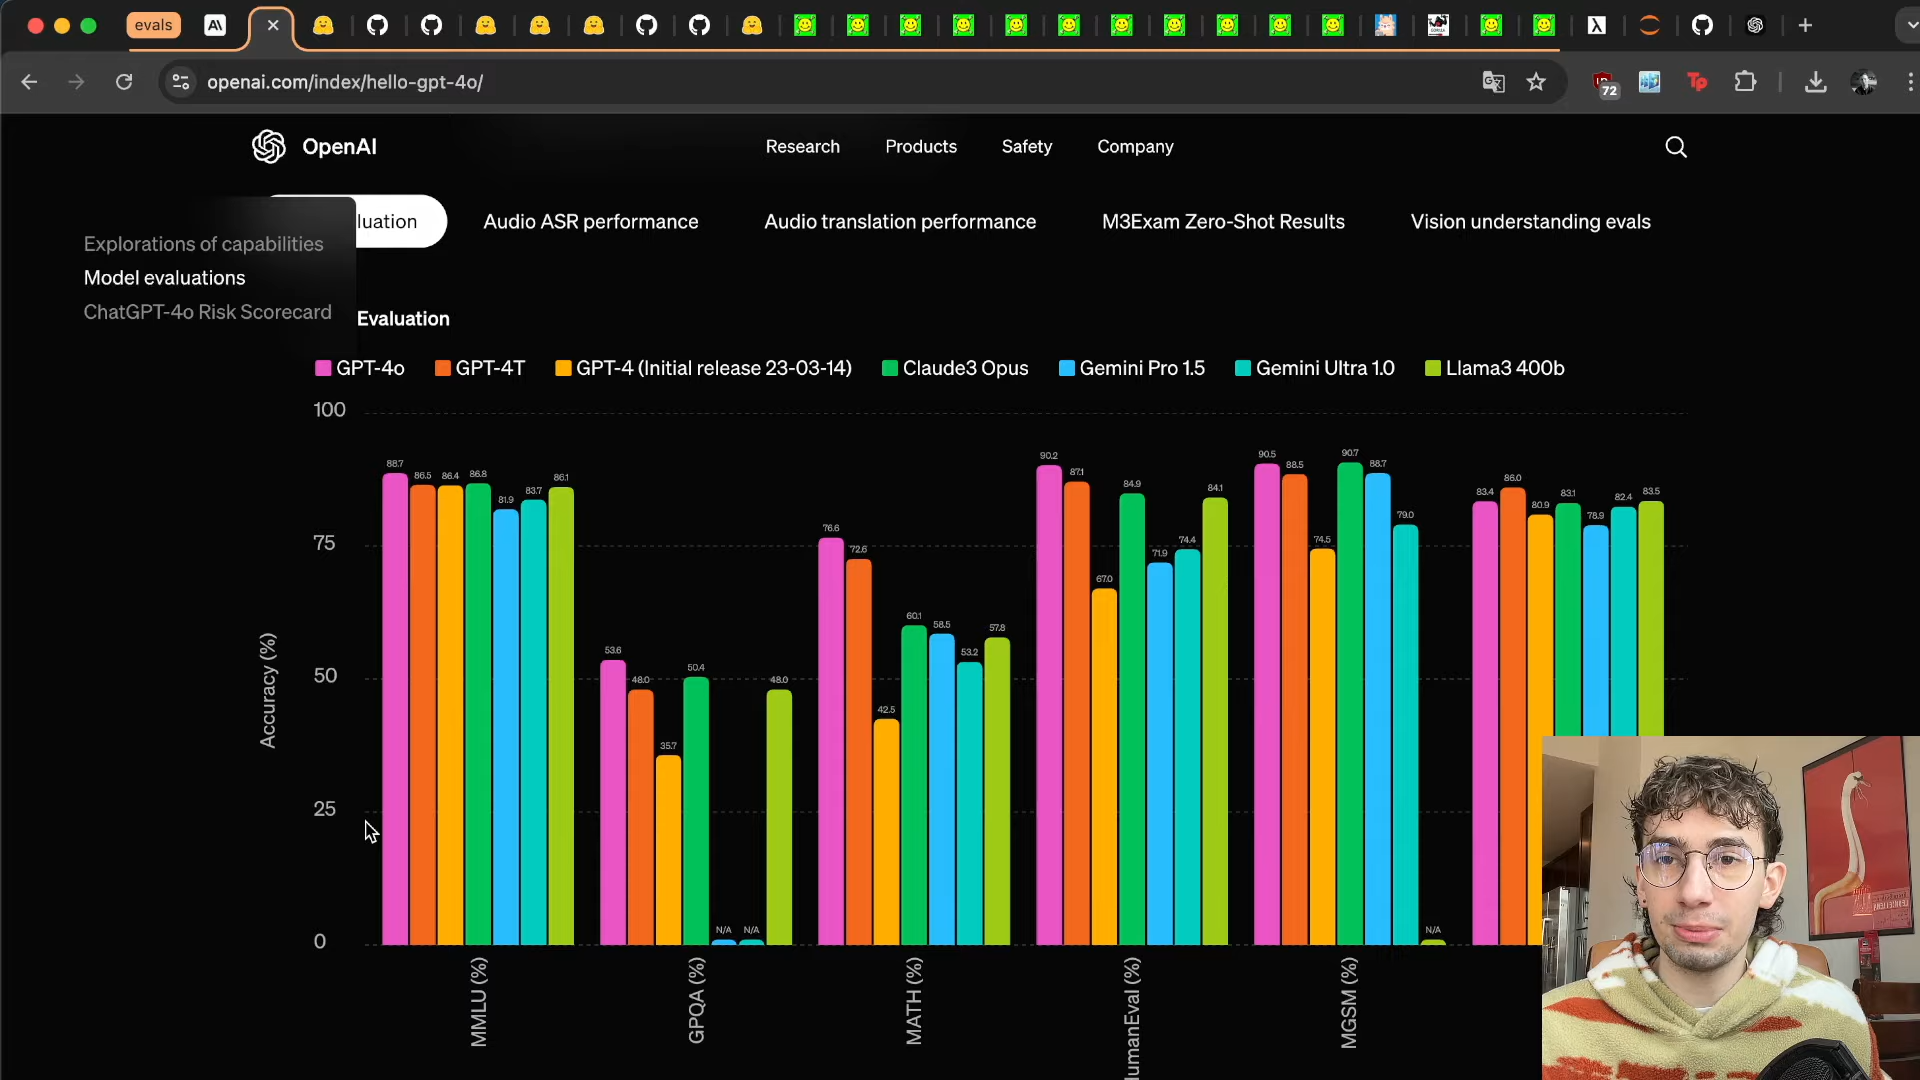 evals
openai.com/index/hello-gpt-4o/
72
Tp
OpenAI
Research
Products
Safety
Company
luation
Audio ASR performance
Audio translation performance
M3Exam Zero-Shot Results
Vision understanding evals
Explorations of capabilities
Model evaluations
ChatGPT-4o Risk Scorecard
Evaluation
GPT-4o
GPT-4T
GPT-4 (Initial release 23-03-14)
Claude3 Opus
Gemini Pro 1.5
Gemini Ultra 1.0
Llama3 400b
100
75
50
25
0
Accuracy (%)
88.7
86.5
86.4
86.8
81.9
83.7
86.1
53.6
48.0
35.7
50.4
N/A
N/A
48.0
76.6
72.6
42.5
60.1
58.5
53.2
57.8
90.2
87.1
67.0
84.9
71.9
74.4
84.1
90.5
88.5
74.5
90.7
88.7
79.0
N/A
83.4
86.0
80.9
83.1
78.9
82.4
83.5
MMLU (%)
GPQA (%)
MATH (%)
umanEval (%)
MGSM (%)